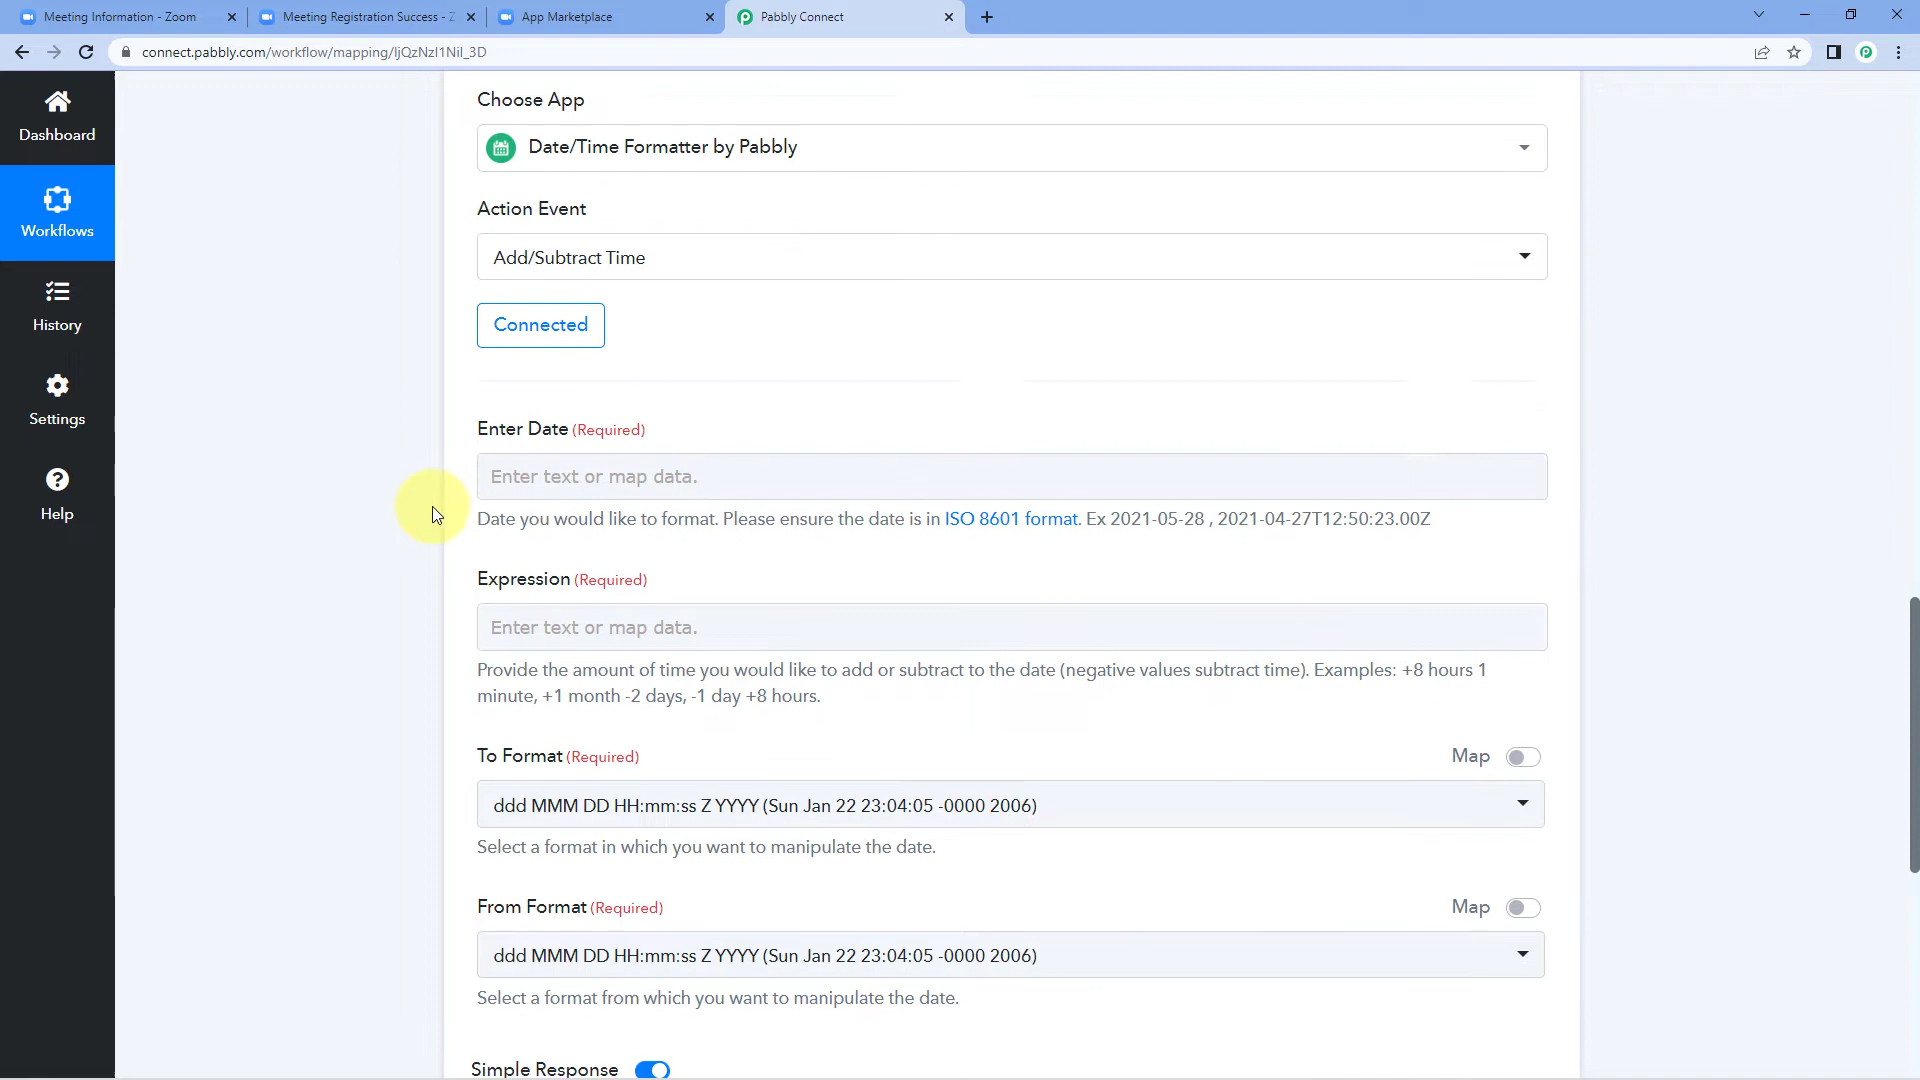 Meeting Information - Zoom
Meeting Registration Success - Z
App Marketplace
Pabbly Connect
connect.pabbly.com/workflow/mapping/IjQzNzI1NiI_3D
Dashboard
Workflows
History
Settings
Help
Choose App
Date/Time Formatter by Pabbly
Action Event
Add/Subtract Time
Connected
Enter Date (Required)
Enter text or map data.
Date you would like to format. Please ensure the date is in ISO 8601 format. Ex 2021-05-28 , 2021-04-27T12:50:23.00Z
Expression (Required)
Enter text or map data.
Provide the amount of time you would like to add or subtract to the date (negative values subtract time). Examples: +8 hours 1
minute, +1 month -2 days, -1 day +8 hours.
To Format (Required)
Map
ddd MMM DD HH:mm:ss Z YYYY (Sun Jan 22 23:04:05 -0000 2006)
Select a format in which you want to manipulate the date.
From Format (Required)
Map
ddd MMM DD HH:mm:ss Z YYYY (Sun Jan 22 23:04:05 -0000 2006)
Select a format from which you want to manipulate the date.
Simple Response